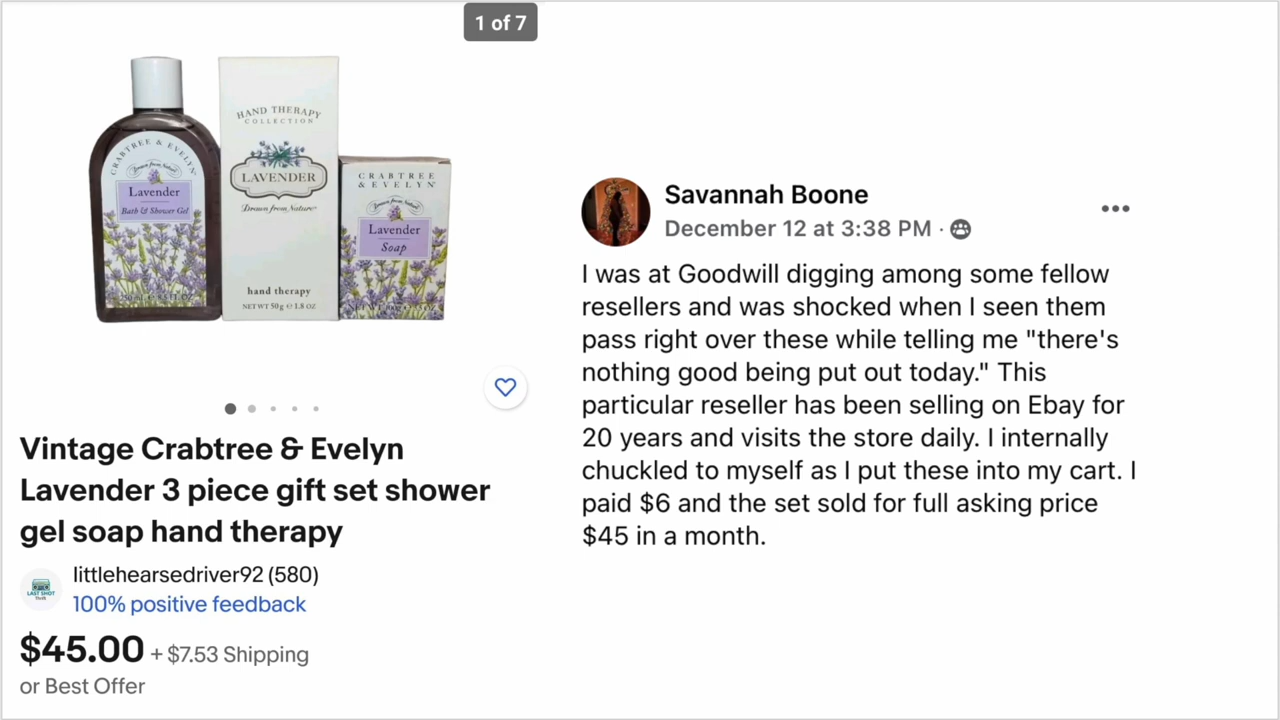 1 of 7
CRABTREE & EVELYN
Drawn from Nature
Lavender
Bath & Shower Gel
HAND THERAPY
COLLECTION
LAVENDER
Drawn from Nature
hand therapy
NET WT 50g e 1.8 OZ
CRABTREE
& EVELYN
Drawn from Nature
Lavender
Soap
Vintage Crabtree & Evelyn
Lavender 3 piece gift set shower
gel soap hand therapy
littlehearsedriver92 (580)
LAST SHOT
Thrift
100% positive feedback
$45.00 + $7.53 Shipping
or Best Offer
Savannah Boone
December 12 at 3:38 PM ·
I was at Goodwill digging among some fellow
resellers and was shocked when I seen them
pass right over these while telling me "there's
nothing good being put out today." This
particular reseller has been selling on Ebay for
20 years and visits the store daily. I internally
chuckled to myself as I put these into my cart. I
paid $6 and the set sold for full asking price
$45 in a month.